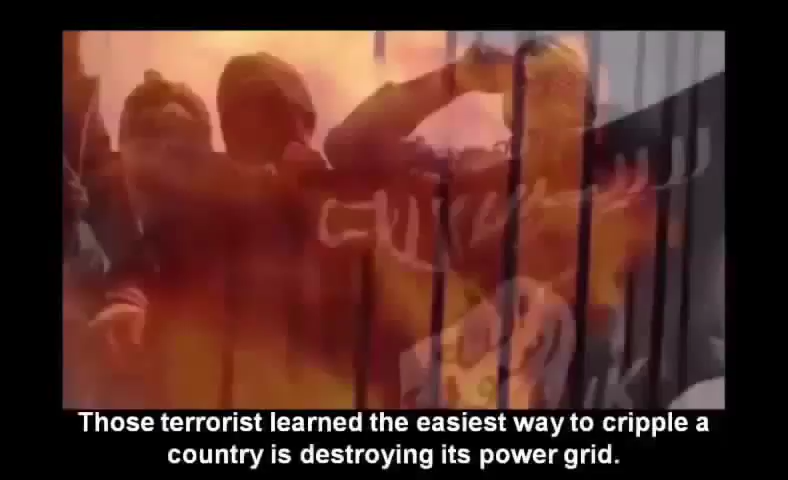 Those terrorist learned the easiest way to cripple a
country is destroying its power grid.